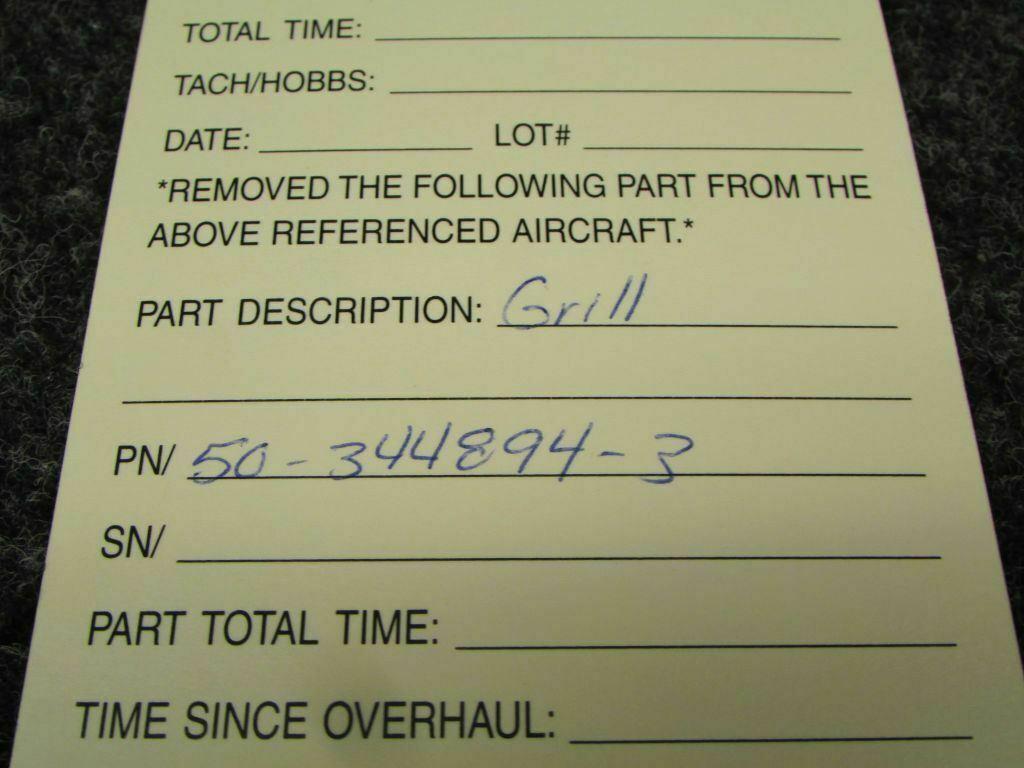 TOTAL TIME:
TACH/HOBBS:
DATE: LOT#
*REMOVED THE FOLLOWING PART FROM THE
ABOVE REFERENCED AIRCRAFT.*
PART DESCRIPTION: Grill
PN/ 50-344894-3
SN/
PART TOTAL TIME:
TIME SINCE OVERHAUL: